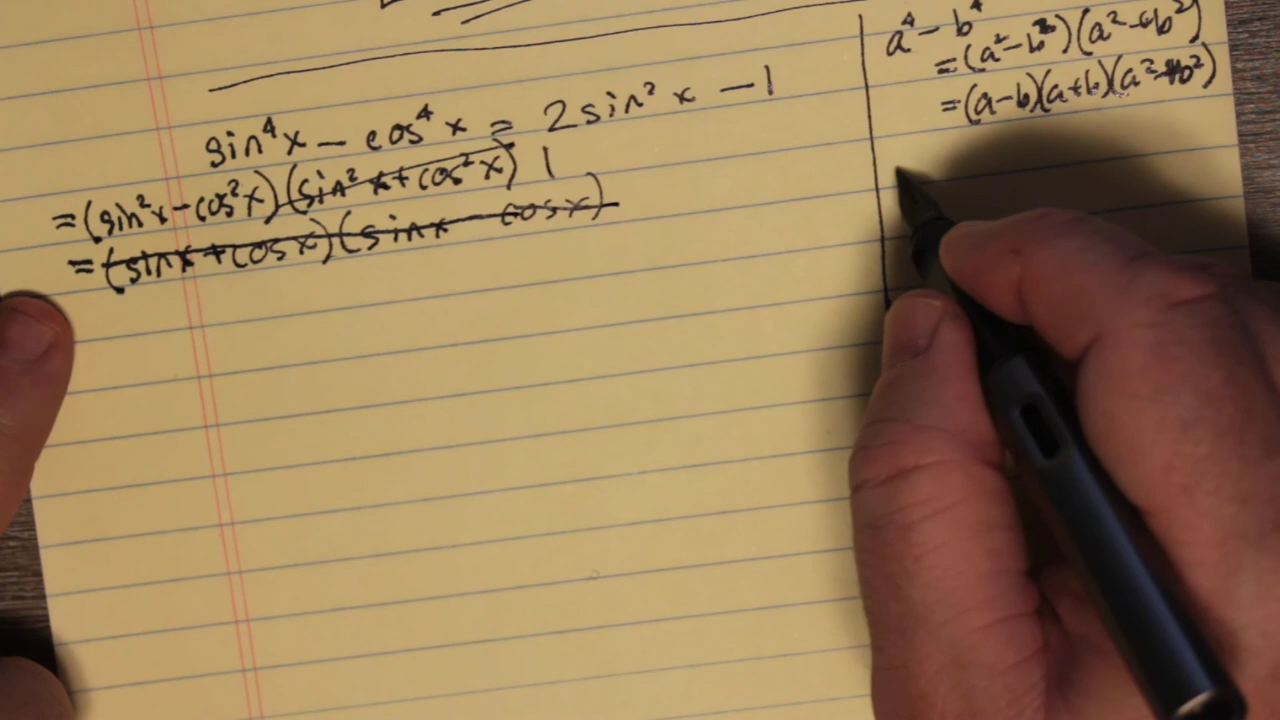 sin⁴x − cos⁴x = 2sin²x − 1
=(sin²x−cos²x)(sin²x+cos²x) 1
=(sinx+cosx)(sinx − cosx)
a⁴ − b⁴
=(a²−b²)(a²+b²)
=(a−b)(a+b)(a²+b²)